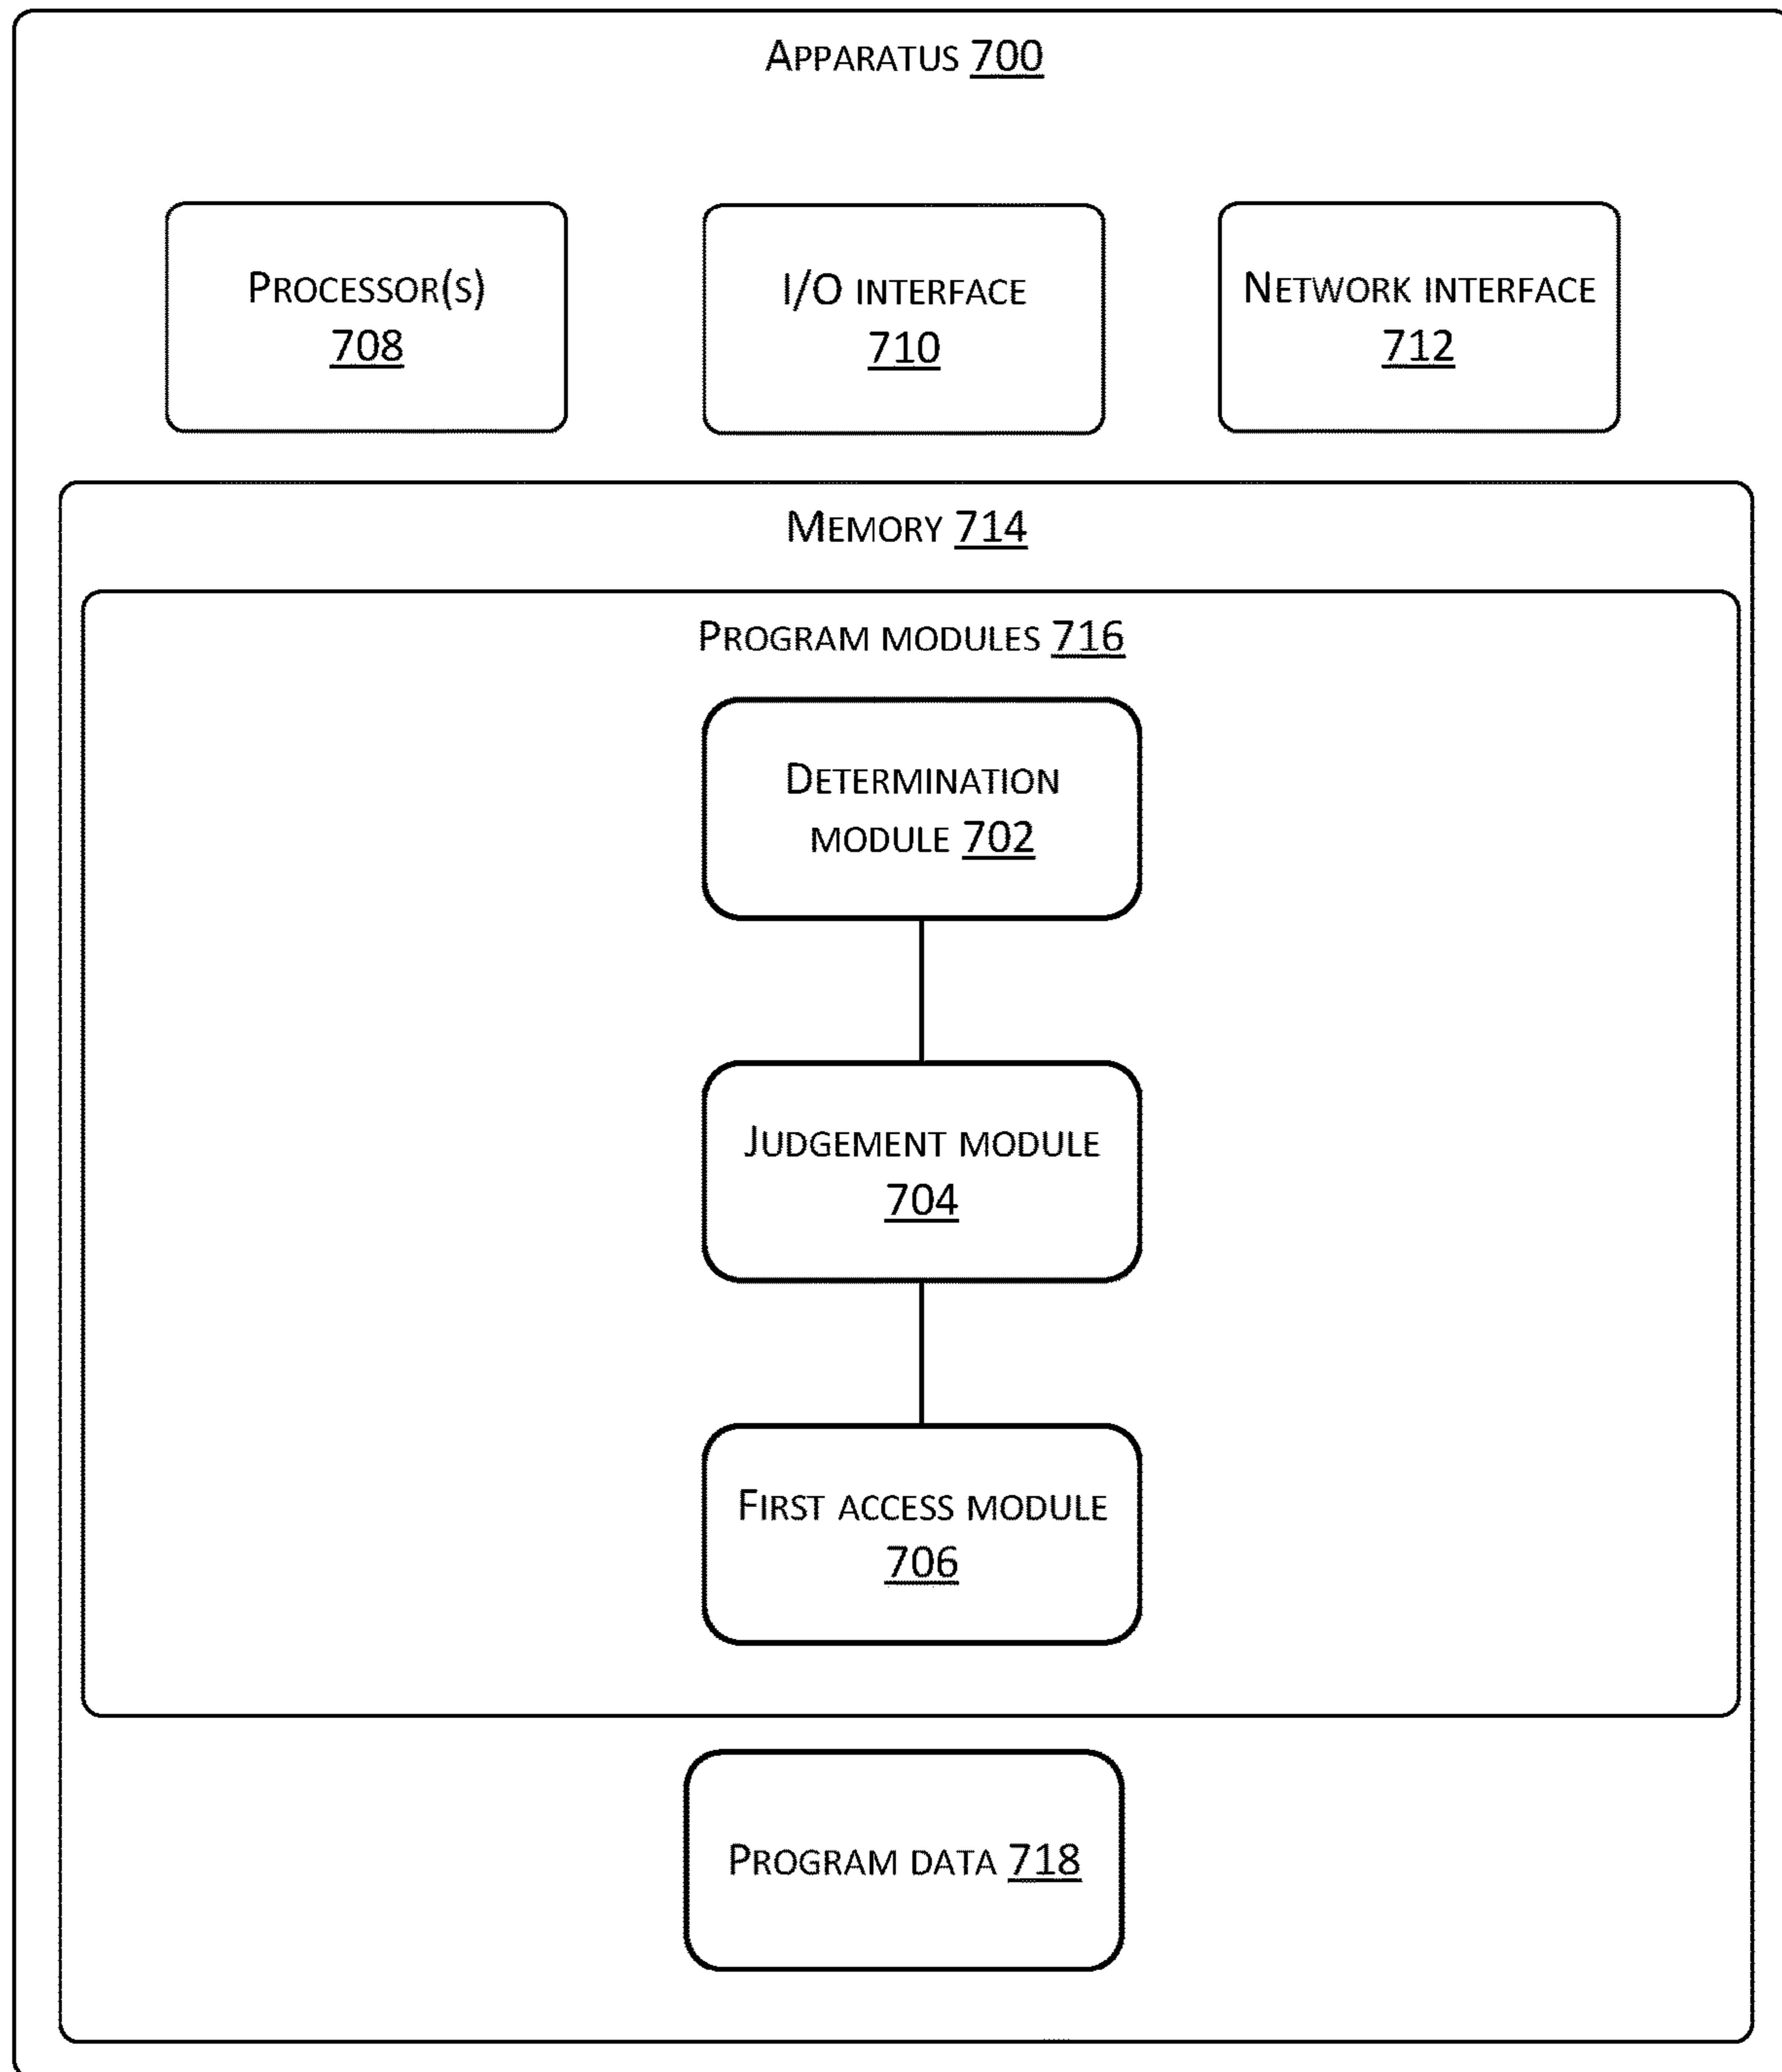 APPARATUS 700
PROCESSOR(S)
708
I/O INTERFACE
710
NETWORK INTERFACE
712
MEMORY 714
PROGRAM MODULES 716
DETERMINATION
MODULE 702
JUDGEMENT MODULE
704
FIRST ACCESS MODULE
706
PROGRAM DATA 718